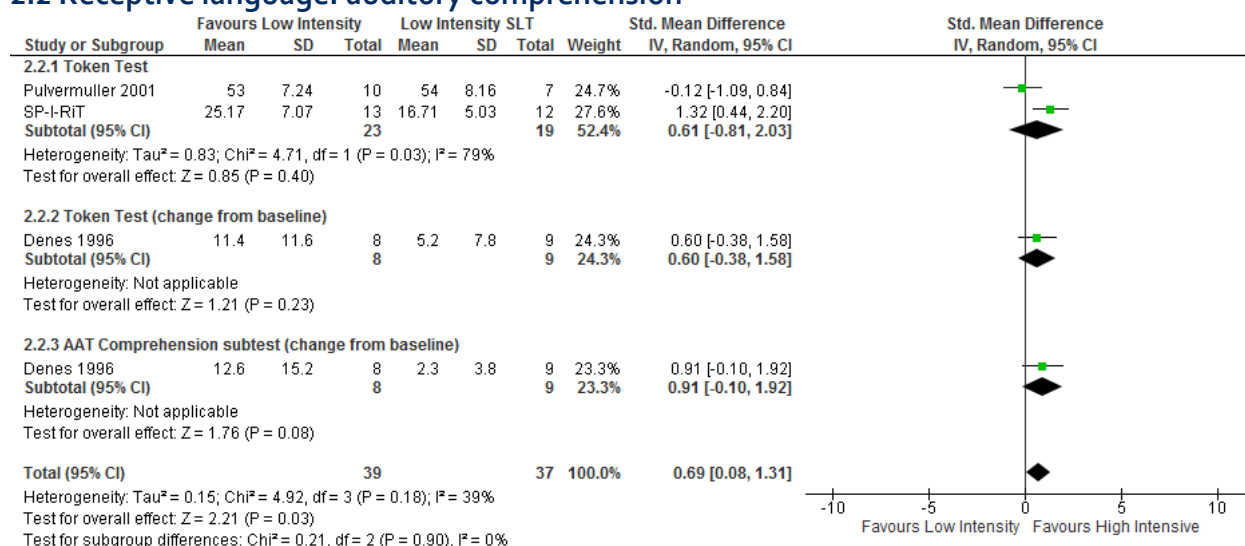 2.2 Receptive language: auditory comprehension
Favours Low Intensity Low Intensity SLT Std. Mean Difference Std. Mean Difference
Study or Subgroup Mean SD Total Mean SD Total Weight IV, Random, 95% CI IV, Random, 95% CI
2.2.1 Token Test
Pulvermuller 2001 53 7.24 10 54 8.16 7 24.7% -0.12 [-1.09, 0.84]
SP-I-RiT 25.17 7.07 13 16.71 5.03 12 27.6% 1.32 [0.44, 2.20]
Subtotal (95% CI) 23 19 52.4% 0.61 [-0.81, 2.03]
Heterogeneity: Tau² = 0.83; Chi² = 4.71, df = 1 (P = 0.03); I² = 79%
Test for overall effect: Z = 0.85 (P = 0.40)
2.2.2 Token Test (change from baseline)
Denes 1996 11.4 11.6 8 5.2 7.8 9 24.3% 0.60 [-0.38, 1.58]
Subtotal (95% CI) 8 9 24.3% 0.60 [-0.38, 1.58]
Heterogeneity: Not applicable
Test for overall effect: Z = 1.21 (P = 0.23)
2.2.3 AAT Comprehension subtest (change from baseline)
Denes 1996 12.6 15.2 8 2.3 3.8 9 23.3% 0.91 [-0.10, 1.92]
Subtotal (95% CI) 8 9 23.3% 0.91 [-0.10, 1.92]
Heterogeneity: Not applicable
Test for overall effect: Z = 1.76 (P = 0.08)
Total (95% CI) 39 37 100.0% 0.69 [0.08, 1.31]
Heterogeneity: Tau² = 0.15; Chi² = 4.92, df = 3 (P = 0.18); I² = 39%
Test for overall effect: Z = 2.21 (P = 0.03)
Test for subgroup differences: Chi² = 0.21, df = 2 (P = 0.90), I² = 0%
-10 -5 0 5 10
Favours Low Intensity Favours High Intensive